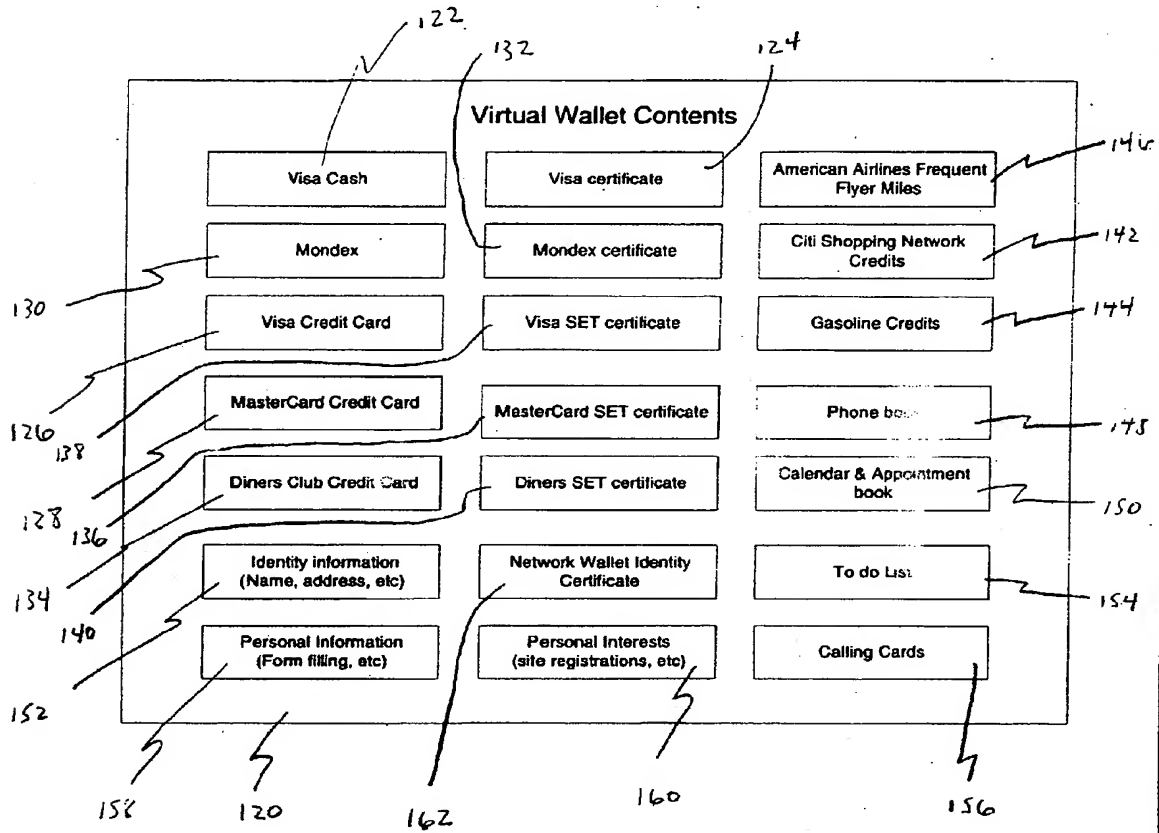 122
132
124
Virtual Wallet Contents
146
Visa Cash
Visa certificate
American Airlines Frequent
Flyer Miles
Mondex
Mondex certificate
Citi Shopping Network
Credits
142
130
Visa Credit Card
Visa SET certificate
Gasoline Credits
144
126
138
MasterCard Credit Card
MasterCard SET certificate
Phone
148
128
136
Diners Club Credit Card
Diners SET certificate
Calendar & Appointment
book
150
134
140
Identity information
(Name, address, etc)
Network Wallet Identity
Certificate
To do List
154
152
Personal Information
(Form filling, etc)
Personal Interests
(site registrations, etc)
Calling Cards
158
120
162
160
156